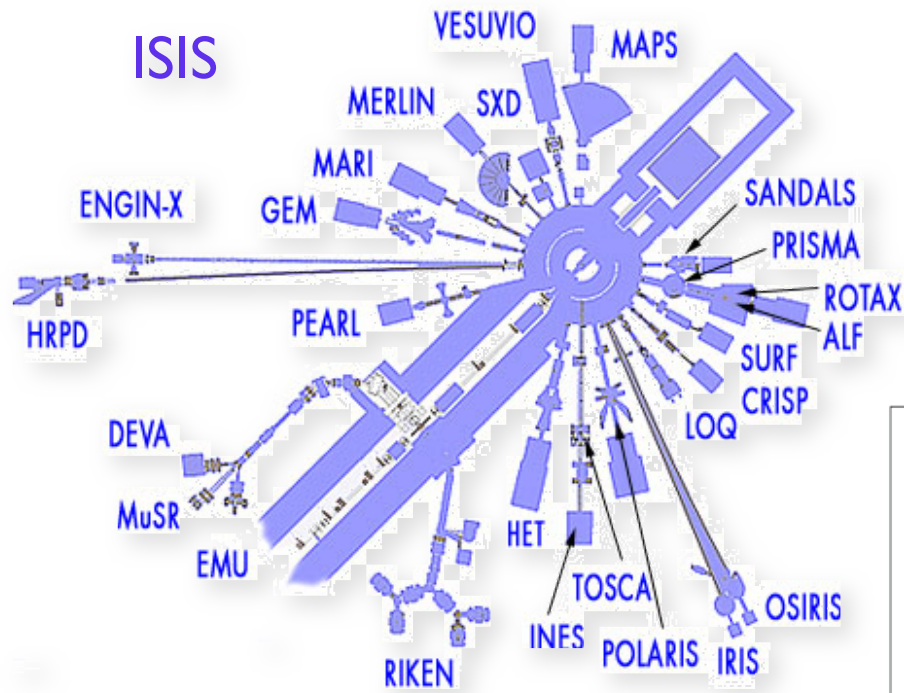 ISIS
VESUVIO
MAPS
MERLIN
SXD
MARI
SANDALS
ENGIN-X
GEM
PRISMA
ROTAX
HRPD
PEARL
ALF
SURF
CRISP
LOQ
DEVA
MuSR
HET
EMU
TOSCA
OSIRIS
INES
POLARIS
IRIS
RIKEN